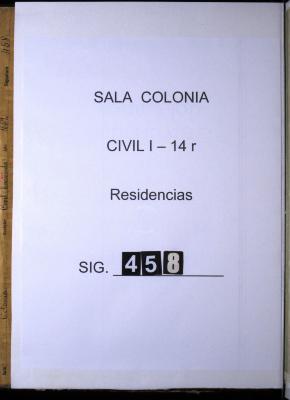 SALA COLONIA
CIVIL I – 14 r
Residencias
SIG. 458